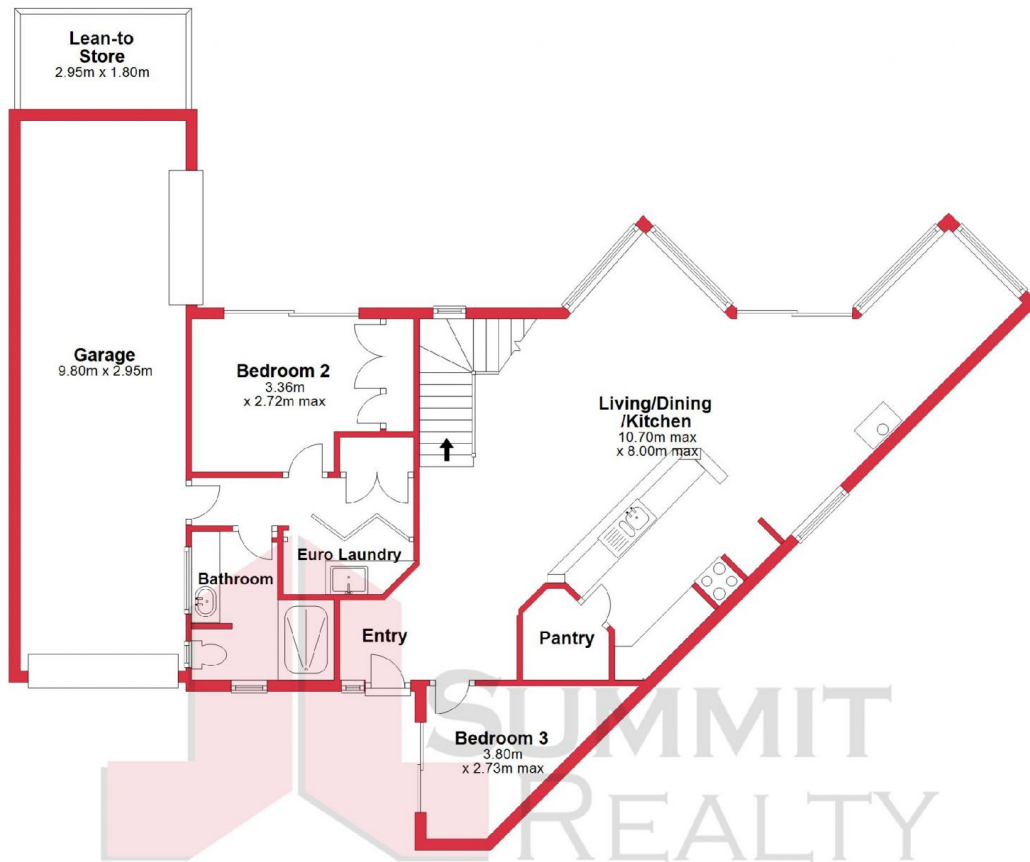 Lean-to
Store
2.95m x 1.80m
Garage
9.80m x 2.95m
Bedroom 2
3.36m
x 2.72m max
Living/Dining
/Kitchen
10.70m max
x 8.00m max
Euro Laundry
Bathroom
Entry
Pantry
Bedroom 3
3.80m
x 2.73m max
SUMMIT
REALTY